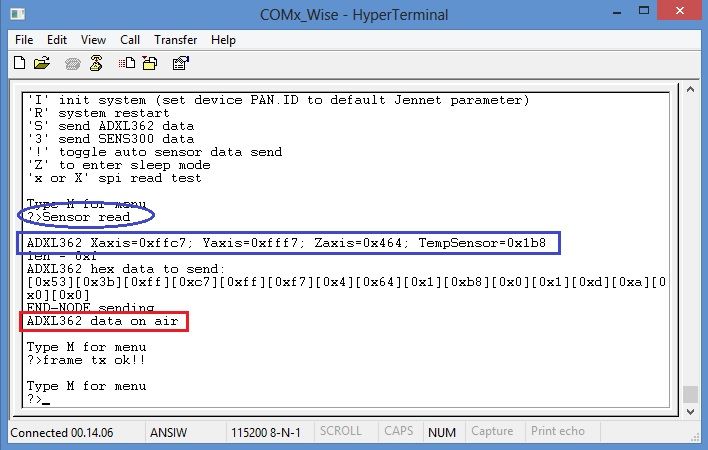 COMx_Wise - HyperTerminal
File Edit View Call Transfer Help
'I' init system (set device PAN.ID to default Jennet parameter)
'R' system restart
'S' send ADXL362 data
'3' send SENS300 data
'!' toggle auto sensor data send
'Z' to enter sleep mode
'x or X' spi read test
Type M for menu
?>Sensor read
ADXL362 Xaxis=0xffc7; Yaxis=0xfff7; Zaxis=0x464; TempSensor=0x1b8
len - 0xf
ADXL362 hex data to send:
[0x53][0x3b][0xff][0xc7][0xff][0xf7][0x4][0x64][0x1][0xb8][0x0][0x1][0xd][0xa][0
x0][0x0]
END-NODE sending
ADXL362 data on air
Type M for menu
?>frame tx ok!!
Type M for menu
?>_
Connected 00.14.06 ANSIW 115200 8-N-1 SCROLL CAPS NUM Capture Print echo